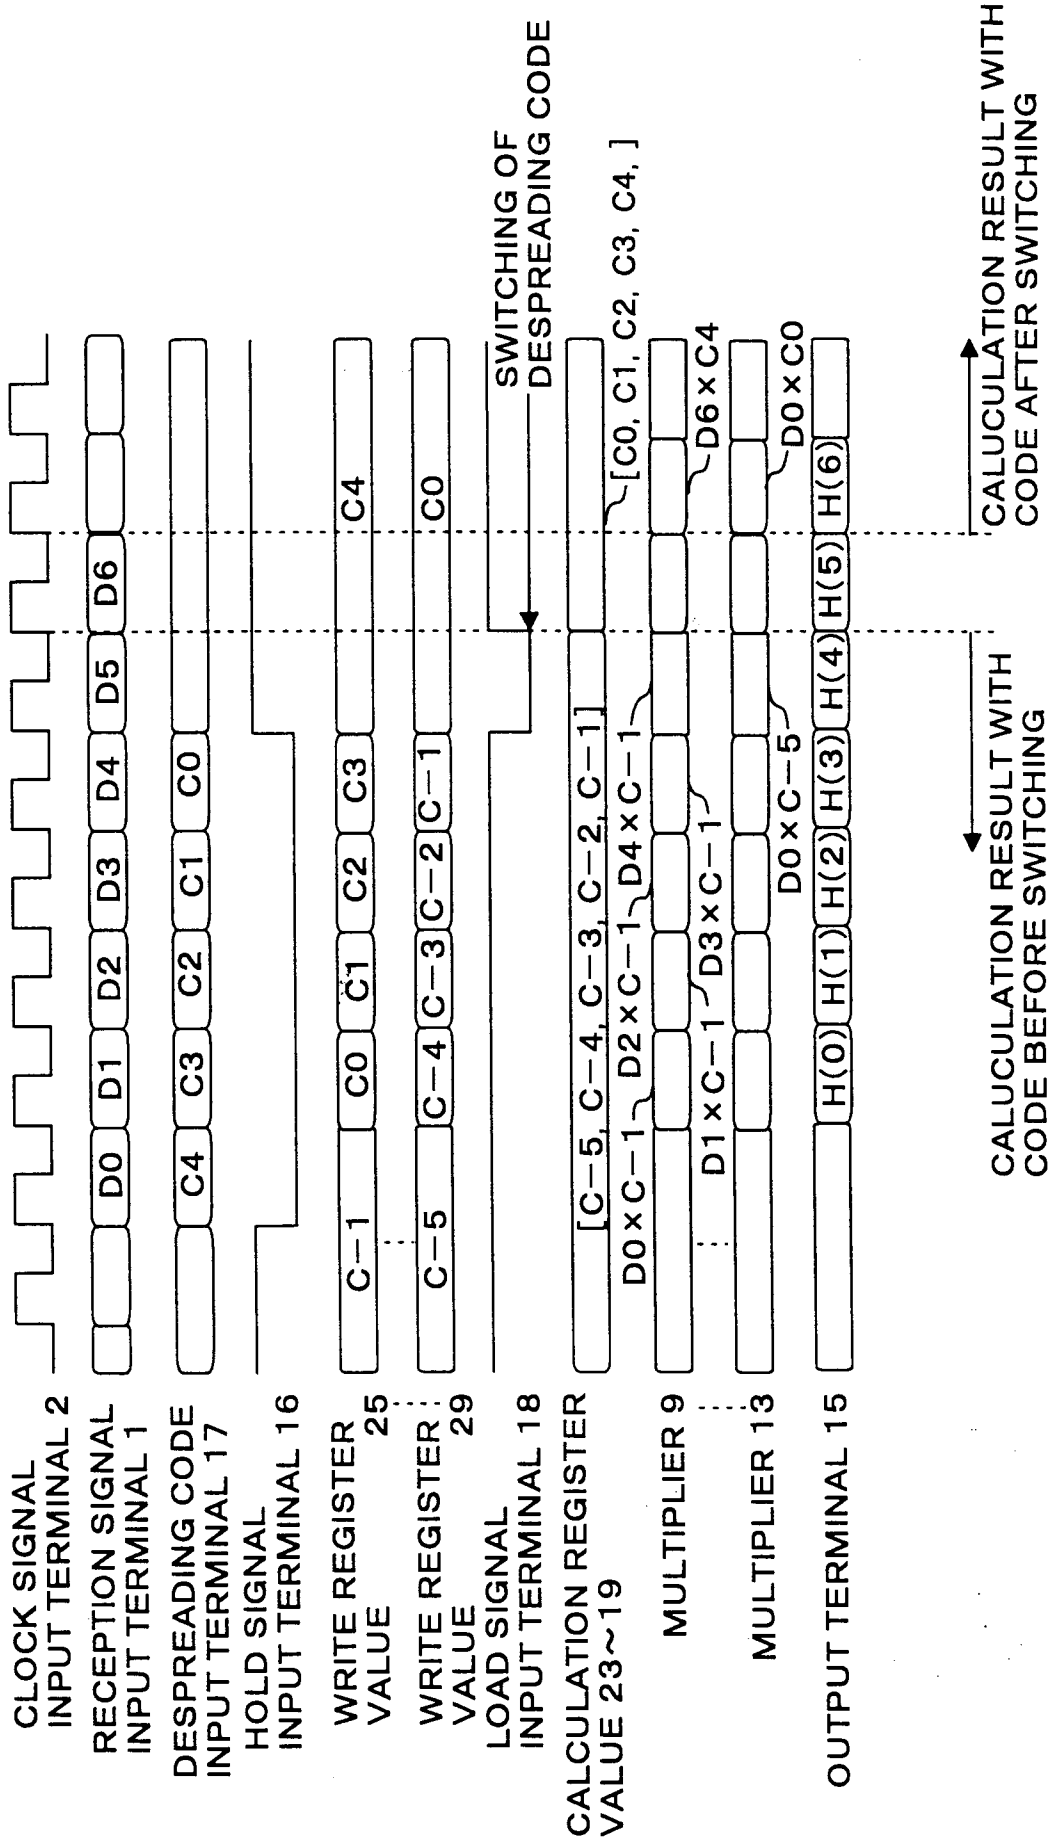 CLOCK SIGNAL
INPUT TERMINAL 2
RECEPTION SIGNAL
INPUT TERMINAL 1
D0 D1 D2 D3 D4 D5 D6
DESPREADING CODE
INPUT TERMINAL 17
C4 C3 C2 C1 C0
HOLD SIGNAL
INPUT TERMINAL 16
WRITE REGISTER
VALUE 25
C-1 C0 C1 C2 C3 C4
WRITE REGISTER
VALUE 29
C-5 C-4 C-3 C-2 C-1 C0
LOAD SIGNAL
INPUT TERMINAL 18
SWITCHING OF
DESPREADING CODE
CALCULATION REGISTER
VALUE 23~19
[C-5, C-4, C-3, C-2, C-1]
[C0, C1, C2, C3, C4, ]
D0×C-1 D2×C-1 D4×C-1
MULTIPLIER 9
D1×C-1 D3×C-1 D6×C4
MULTIPLIER 13
D0×C-5 D0×C0
OUTPUT TERMINAL 15
H(0) H(1) H(2) H(3) H(4) H(5) H(6)
CALUCULATION RESULT WITH
CODE BEFORE SWITCHING
CALUCULATION RESULT WITH
CODE AFTER SWITCHING